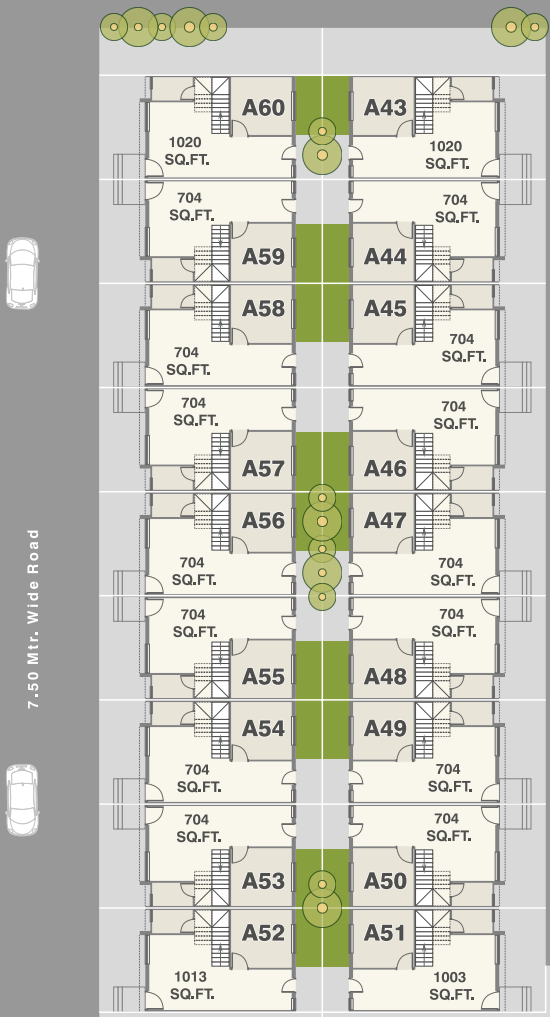 A60
A43
1020
SQ.FT.
1020
SQ.FT.
704
SQ.FT.
704
SQ.FT.
A59
A44
A58
A45
704
SQ.FT.
704
SQ.FT.
704
SQ.FT.
704
SQ.FT.
A57
A46
A56
A47
7.50 Mtr. Wide Road
704
SQ.FT.
704
SQ.FT.
704
SQ.FT.
704
SQ.FT.
A55
A48
A54
A49
704
SQ.FT.
704
SQ.FT.
704
SQ.FT.
704
SQ.FT.
A53
A50
A52
A51
1013
SQ.FT.
1003
SQ.FT.